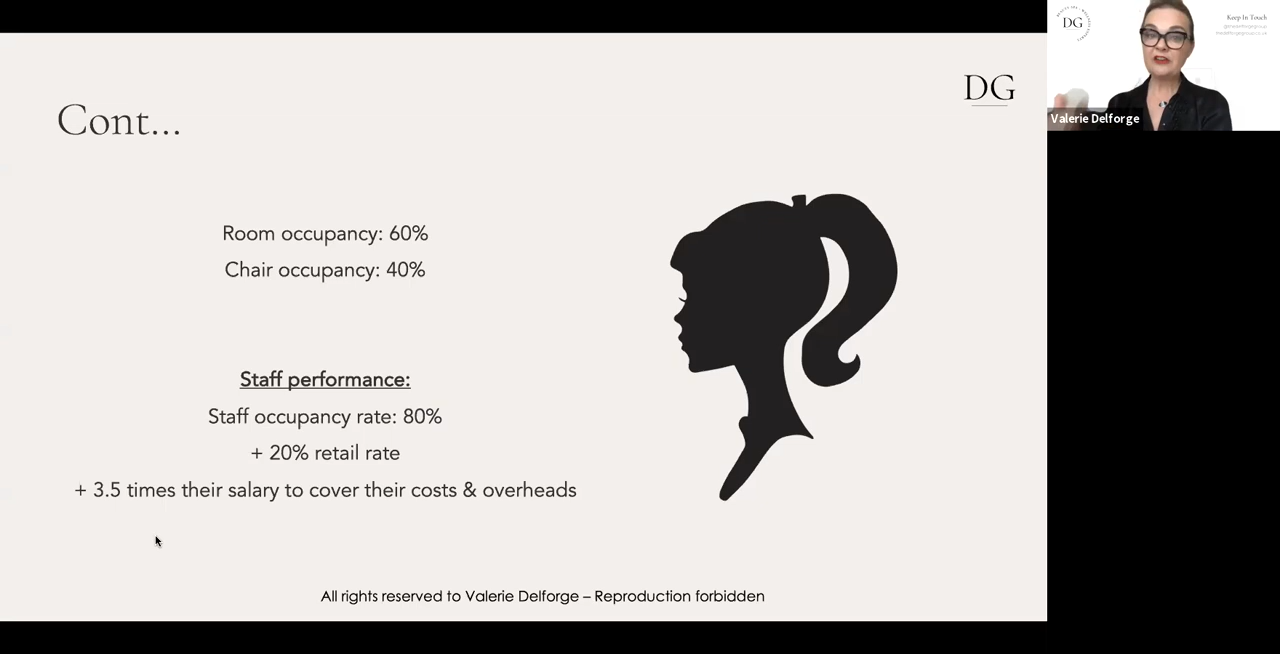 Cont...
DG
Room occupancy: 60%
Chair occupancy: 40%
Staff performance:
Staff occupancy rate: 80%
+ 20% retail rate
+ 3.5 times their salary to cover their costs & overheads
All rights reserved to Valerie Delforge – Reproduction forbidden
DG
Keep In Touch
Valerie Delforge